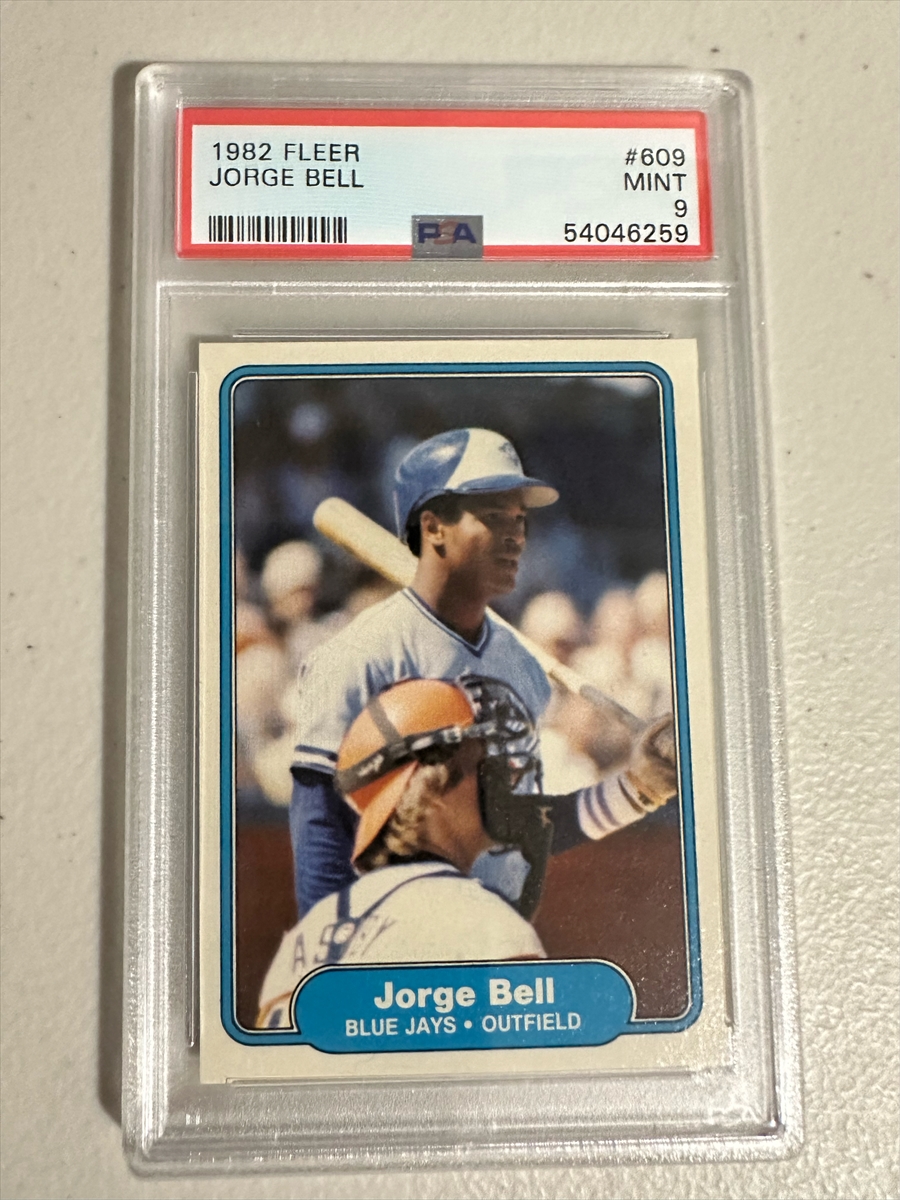 1982 FLEER
JORGE BELL
#609
MINT
9
54046259
PSA
Jorge Bell
BLUE JAYS • OUTFIELD